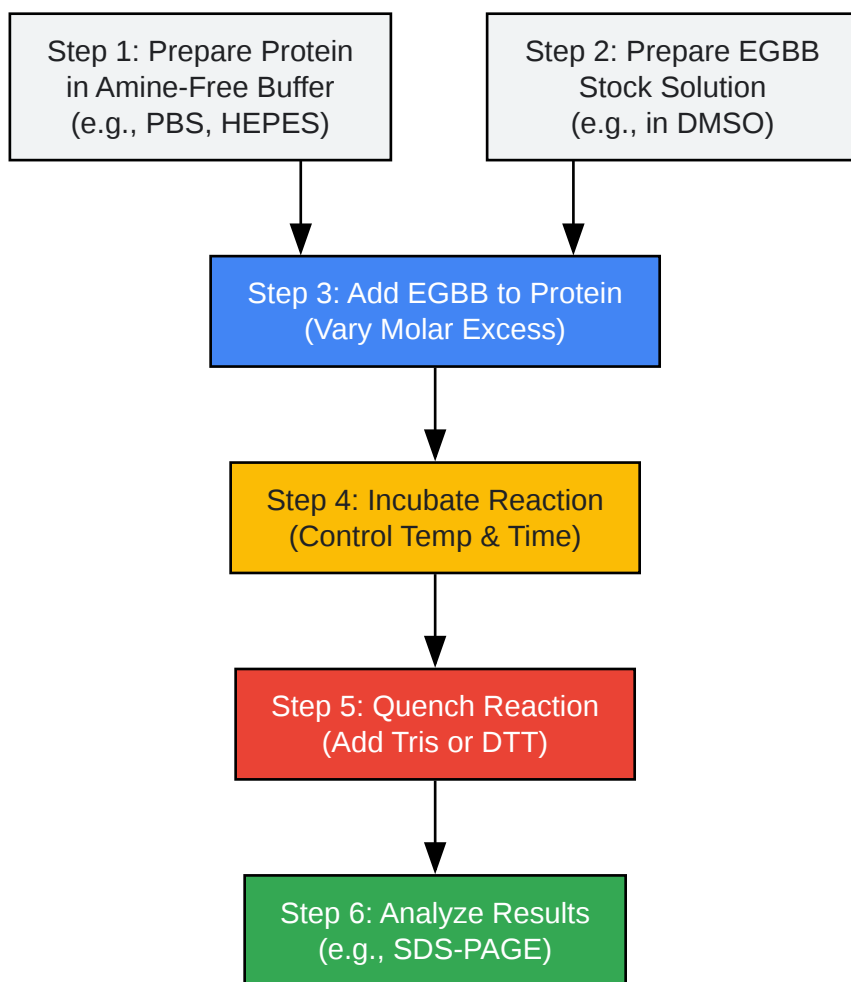 Step 1: Prepare Protein
in Amine-Free Buffer
(e.g., PBS, HEPES)
Step 2: Prepare EGBB
Stock Solution
(e.g., in DMSO)
Step 3: Add EGBB to Protein
(Vary Molar Excess)
Step 4: Incubate Reaction
(Control Temp & Time)
Step 5: Quench Reaction
(Add Tris or DTT)
Step 6: Analyze Results
(e.g., SDS-PAGE)